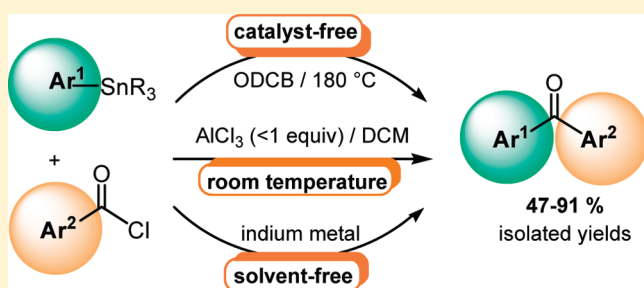 catalyst-free
ODCB / 180 °C
Ar¹
SnR₃
AlCl₃ (<1 equiv) / DCM
room temperature
+
O
Ar²
Cl
indium metal
solvent-free
O
Ar¹
Ar²
47-91 %
isolated yields